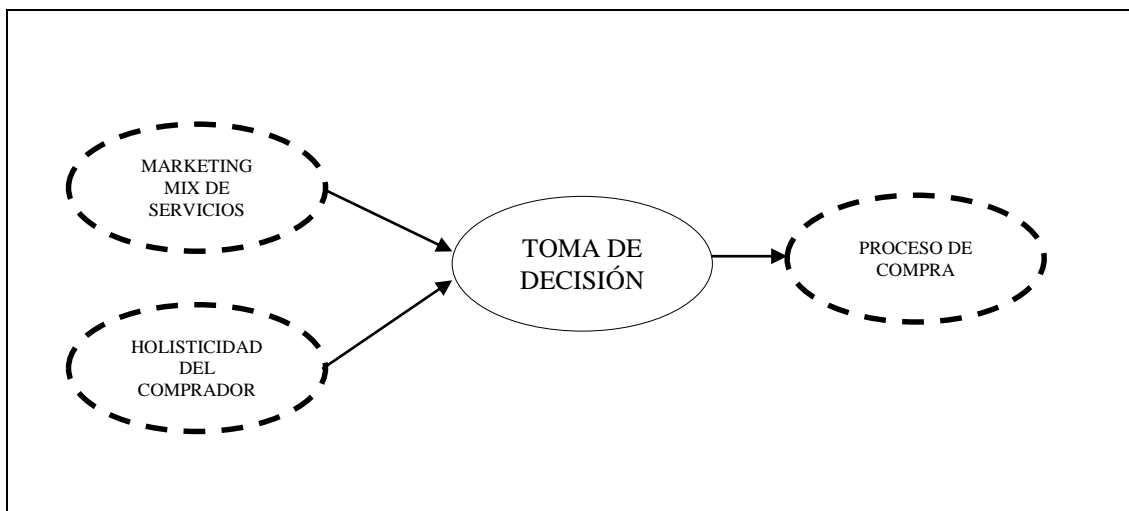 MARKETING
MIX DE
SERVICIOS
HOLISTICIDAD
DEL
COMPRADOR
TOMA DE
DECISIÓN
PROCESO DE
COMPRA